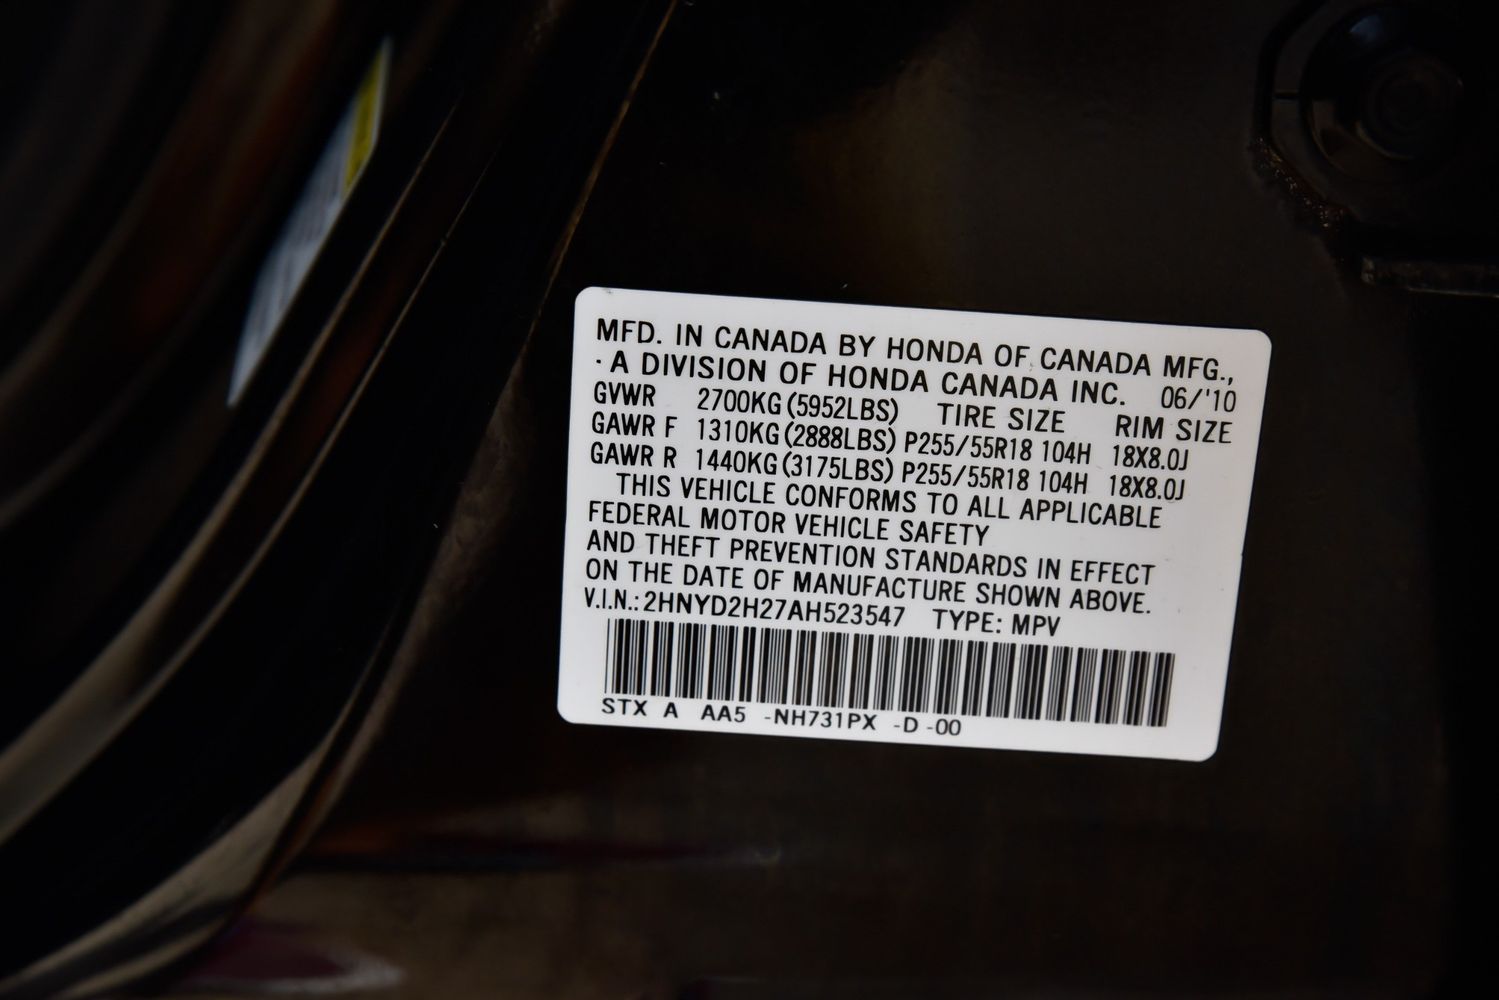 MFD. IN CANADA BY HONDA OF CANADA MFG.,
· A DIVISION OF HONDA CANADA INC. 06/'10
GVWR 2700KG (5952LBS) TIRE SIZE RIM SIZE
GAWR F 1310KG (2888LBS) P255/55R18 104H 18X8.0J
GAWR R 1440KG (3175LBS) P255/55R18 104H 18X8.0J
THIS VEHICLE CONFORMS TO ALL APPLICABLE
FEDERAL MOTOR VEHICLE SAFETY
AND THEFT PREVENTION STANDARDS IN EFFECT
ON THE DATE OF MANUFACTURE SHOWN ABOVE.
V.I.N.: 2HNYD2H27AH523547 TYPE: MPV
STX A AA5 -NH731PX -D -00